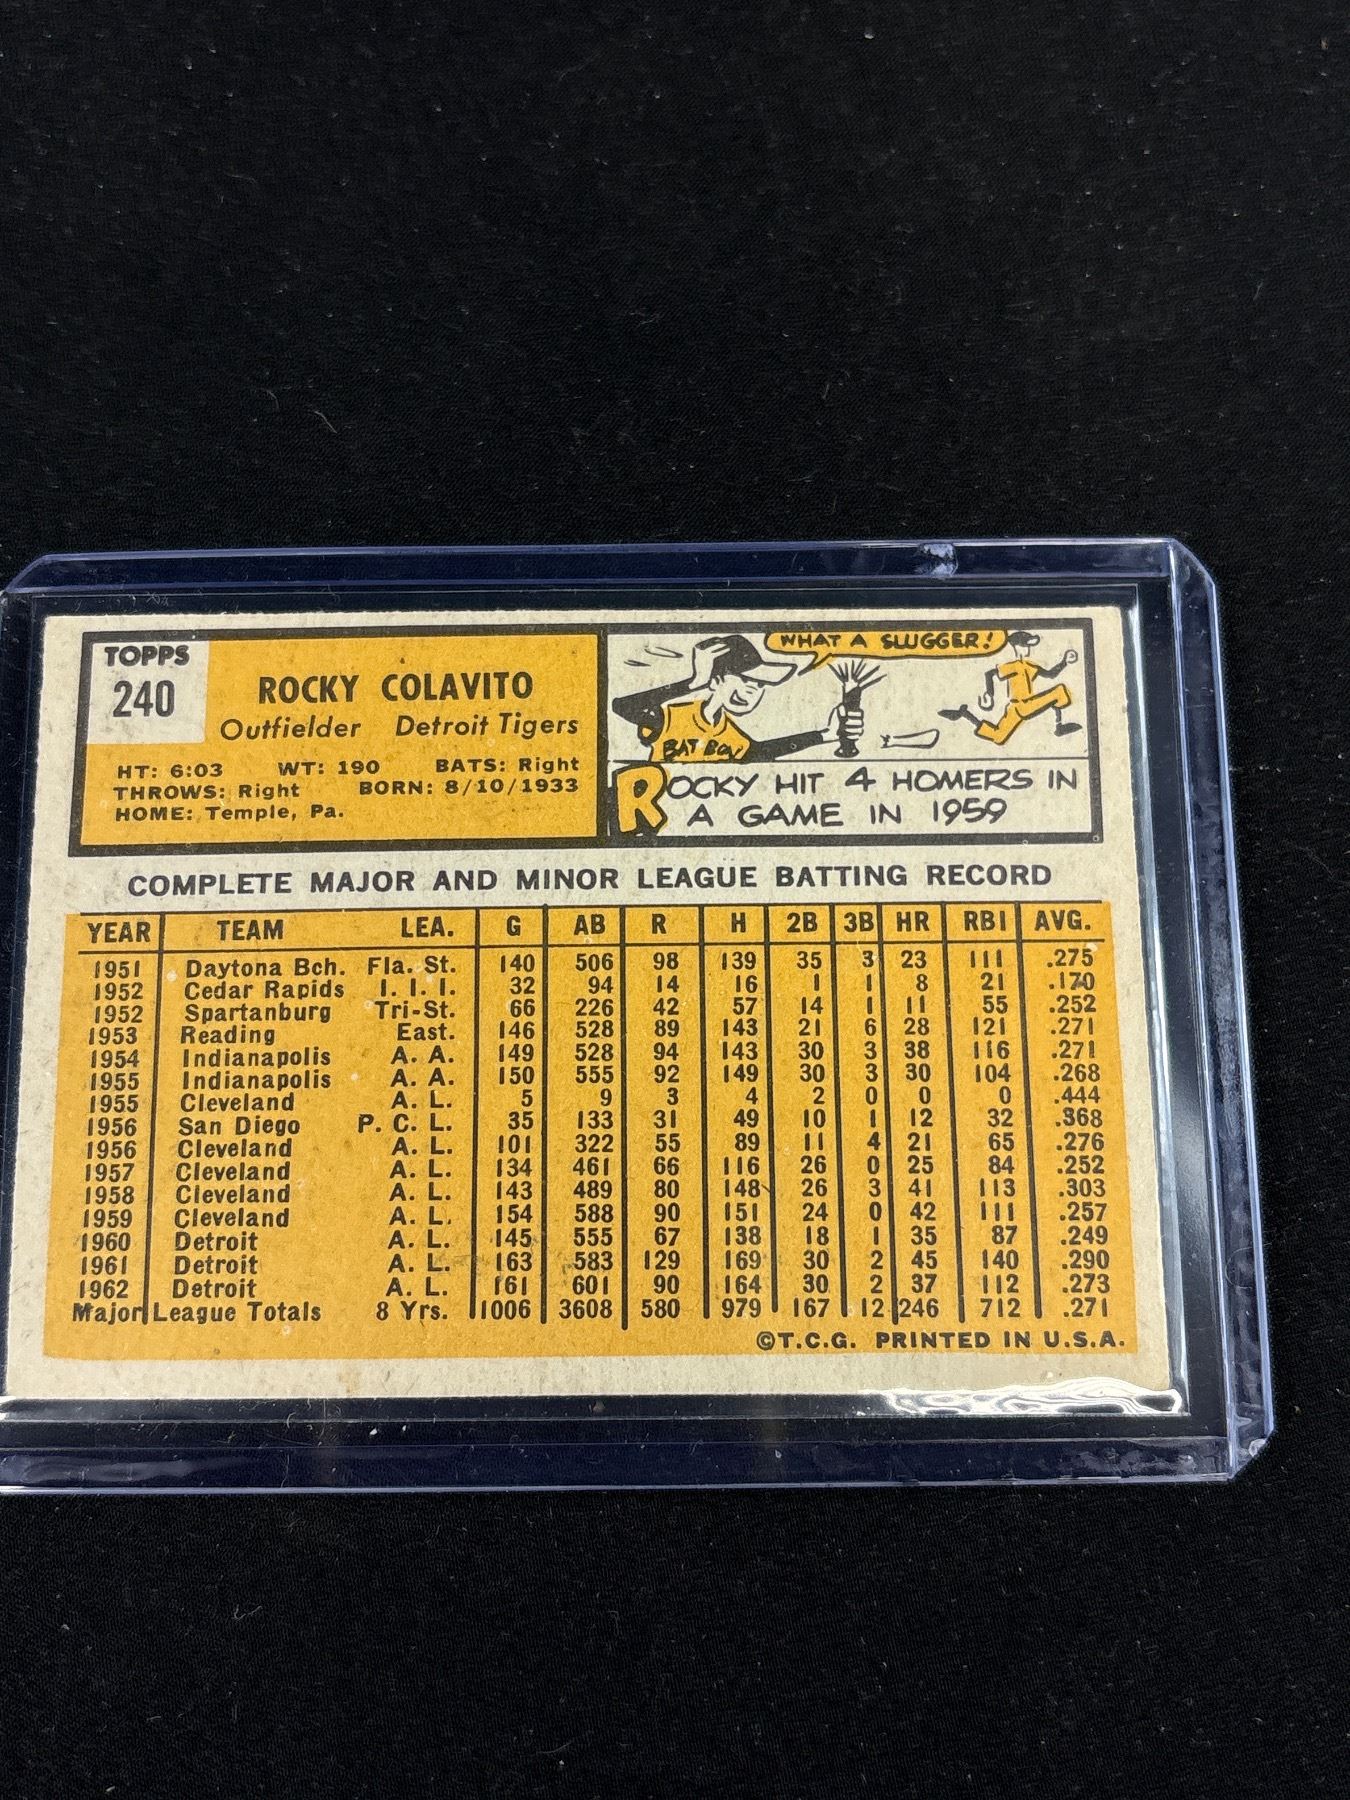 TOPPS
240
ROCKY COLAVITO
Outfielder Detroit Tigers
HT: 6:03 WT: 190 BATS: Right
THROWS: Right BORN: 8/10/1933
HOME: Temple, Pa.
WHAT A SLUGGER!
BAT BOY
ROCKY HIT 4 HOMERS IN
A GAME IN 1959
COMPLETE MAJOR AND MINOR LEAGUE BATTING RECORD
YEAR TEAM LEA. G AB R H 2B 3B HR RBI AVG.
1951 Daytona Bch. Fla. St. 140 506 98 139 35 3 23 111 .275
1952 Cedar Rapids I. I. I. 32 94 14 16 1 1 8 21 .170
1952 Spartanburg Tri-St. 66 226 42 57 14 1 11 55 .252
1953 Reading East. 146 528 89 143 21 6 28 121 .271
1954 Indianapolis A. A. 149 528 94 143 30 3 38 116 .271
1955 Indianapolis A. A. 150 555 92 149 30 3 30 104 .268
1955 Cleveland A. L. 5 9 3 4 2 0 0 0 .444
1956 San Diego P. C. L. 35 133 31 49 10 1 12 32 .368
1956 Cleveland A. L. 101 322 55 89 11 4 21 65 .276
1957 Cleveland A. L. 134 461 66 116 26 0 25 84 .252
1958 Cleveland A. L. 143 489 80 148 26 3 41 113 .303
1959 Cleveland A. L. 154 588 90 151 24 0 42 111 .257
1960 Detroit A. L. 145 555 67 138 18 1 35 87 .249
1961 Detroit A. L. 163 583 129 169 30 2 45 140 .290
1962 Detroit A. L. 161 601 90 164 30 2 37 112 .273
Major League Totals 8 Yrs. 1006 3608 580 979 167 12 246 712 .271
©T.C.G. PRINTED IN U.S.A.